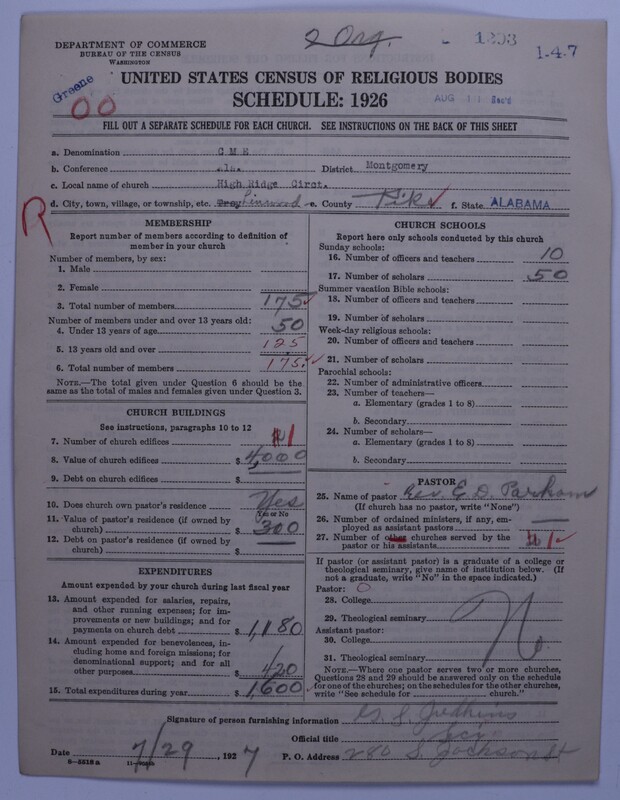 2 Org.
1203
1-4-7
DEPARTMENT OF COMMERCE
BUREAU OF THE CENSUS
WASHINGTON
Greene
00
UNITED STATES CENSUS OF RELIGIOUS BODIES
SCHEDULE: 1926
AUG 11 Rec'd
FILL OUT A SEPARATE SCHEDULE FOR EACH CHURCH. SEE INSTRUCTIONS ON THE BACK OF THIS SHEET
a. Denomination C M E
b. Conference Ala. District Montgomery
c. Local name of church High Ridge Circt.
d. City, town, village, or township, etc. Troy Linwood e. County Pike f. State ALABAMA
R
MEMBERSHIP
Report number of members according to definition of member in your church
Number of members, by sex:
1. Male
2. Female
3. Total number of members 175
Number of members under and over 13 years old:
4. Under 13 years of age 50
5. 13 years old and over 125
6. Total number of members 175
NOTE.—The total given under Question 6 should be the
same as the total of males and females given under Question 3.
CHURCH BUILDINGS
See instructions, paragraphs 10 to 12
7. Number of church edifices 1
8. Value of church edifices $ 4,000
9. Debt on church edifices $
10. Does church own pastor's residence Yes
Yes or No
11. Value of pastor's residence (if owned by
church) $ 300
12. Debt on pastor's residence (if owned by
church) $
EXPENDITURES
Amount expended by your church during last fiscal year
13. Amount expended for salaries, repairs,
and other running expenses; for im-
provements or new buildings; and for
payments on church debt $ 1,180
14. Amount expended for benevolences, in-
cluding home and foreign missions; for
denominational support; and for all
other purposes $ 420
15. Total expenditures during year $ 1,600
CHURCH SCHOOLS
Report here only schools conducted by this church
Sunday schools:
16. Number of officers and teachers 10
17. Number of scholars 50
Summer vacation Bible schools:
18. Number of officers and teachers
19. Number of scholars
Week-day religious schools:
20. Number of officers and teachers
21. Number of scholars
Parochial schools:
22. Number of administrative officers
23. Number of teachers—
a. Elementary (grades 1 to 8)
b. Secondary
24. Number of scholars—
a. Elementary (grades 1 to 8)
b. Secondary
PASTOR
25. Name of pastor Rev. E. D. Parham
(If church has no pastor, write "None")
26. Number of ordained ministers, if any, em-
ployed as assistant pastors
27. Number of other churches served by the
pastor or his assistants 1
If pastor (or assistant pastor) is a graduate of a college or
theological seminary, give name of institution below. (If
not a graduate, write "No" in the space indicated.)
Pastor:
28. College
29. Theological seminary
Assistant pastor:
30. College
31. Theological seminary
NOTE.—Where one pastor serves two or more churches,
Questions 28 and 29 should be answered only on the schedule
for one of the churches; on the schedules for the other churches,
write "See schedule for church."
Signature of person furnishing information G. S. Judkins
Official title
Date 7/29, 1927 P. O. Address 280 S. Jackson St